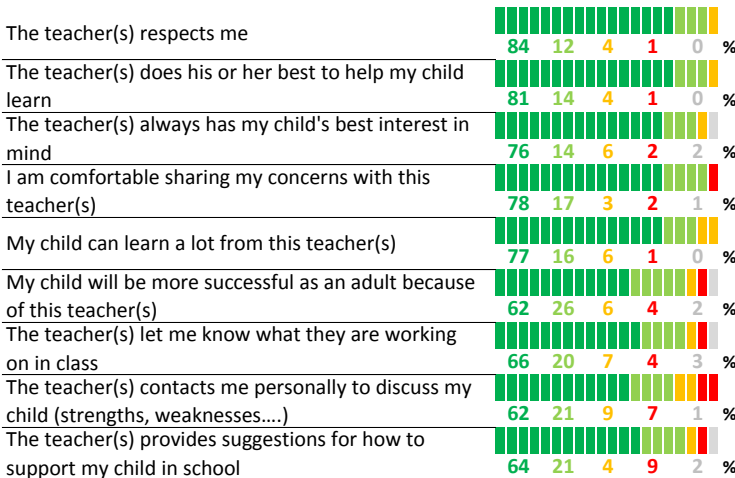 The teacher(s) respects me
84 12 4 1 0 %
The teacher(s) does his or her best to help my child
learn
81 14 4 1 0 %
The teacher(s) always has my child's best interest in
mind
76 14 6 2 2 %
I am comfortable sharing my concerns with this
teacher(s)
78 17 3 2 1 %
My child can learn a lot from this teacher(s)
77 16 6 1 0 %
My child will be more successful as an adult because
of this teacher(s)
62 26 6 4 2 %
The teacher(s) let me know what they are working
on in class
66 20 7 4 3 %
The teacher(s) contacts me personally to discuss my
child (strengths, weaknesses….)
62 21 9 7 1 %
The teacher(s) provides suggestions for how to
support my child in school
64 21 4 9 2 %